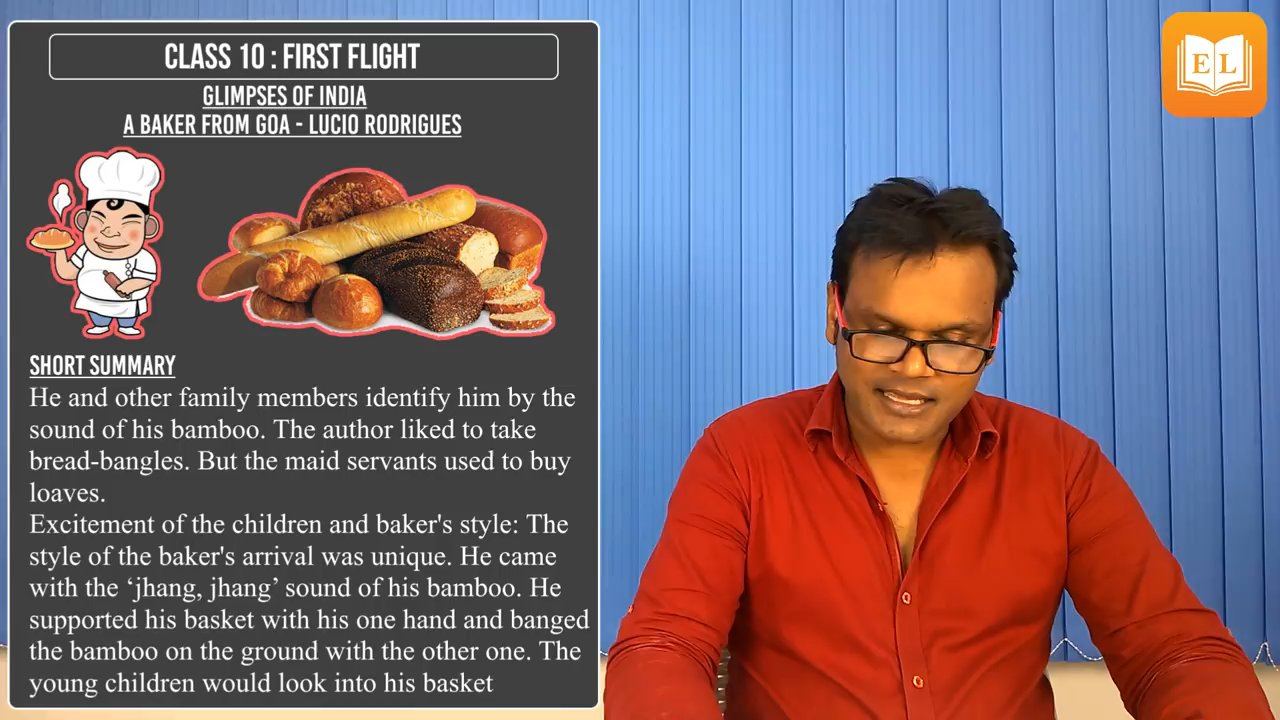 CLASS 10 : FIRST FLIGHT
GLIMPSES OF INDIA
A BAKER FROM GOA - LUCIO RODRIGUES
SHORT SUMMARY
He and other family members identify him by the
sound of his bamboo. The author liked to take
bread-bangles. But the maid servants used to buy
loaves.
Excitement of the children and baker's style: The
style of the baker's arrival was unique. He came
with the ‘jhang, jhang’ sound of his bamboo. He
supported his basket with his one hand and banged
the bamboo on the ground with the other one. The
young children would look into his basket
E L